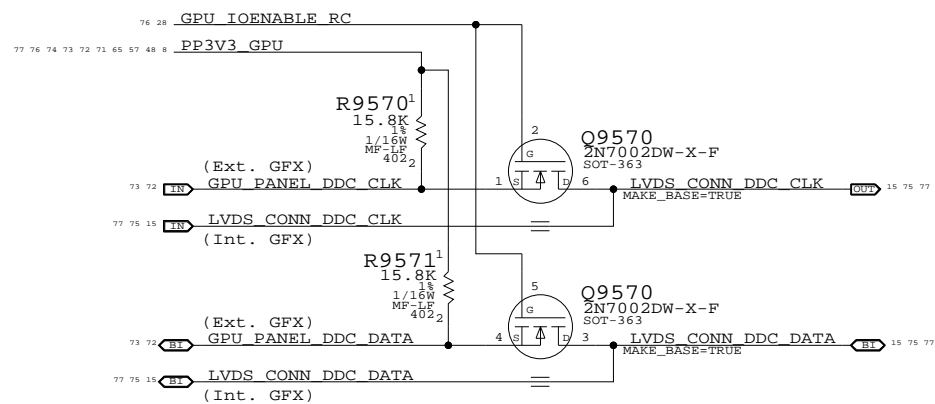 76 28 GPU_IOENABLE_RC
77 76 74 73 72 71 65 57 48 8 PP3V3_GPU
R9570 1
15.8K
1%
1/16W
MF-LF
402 2
2
Q9570
2N7002DW-X-F
SOT-363
G
(Ext. GFX)
73 72 IN GPU_PANEL_DDC_CLK 1 S D 6 LVDS_CONN_DDC_CLK OUT 15 75 77
MAKE_BASE=TRUE
77 75 15 IN LVDS_CONN_DDC_CLK
(Int. GFX)
R9571 1
15.8K
1%
1/16W
MF-LF
402 2
5
Q9570
2N7002DW-X-F
SOT-363
G
(Ext. GFX)
73 72 BI GPU_PANEL_DDC_DATA 4 S D 3 LVDS_CONN_DDC_DATA BI 15 75 77
MAKE_BASE=TRUE
77 75 15 BI LVDS_CONN_DDC_DATA
(Int. GFX)